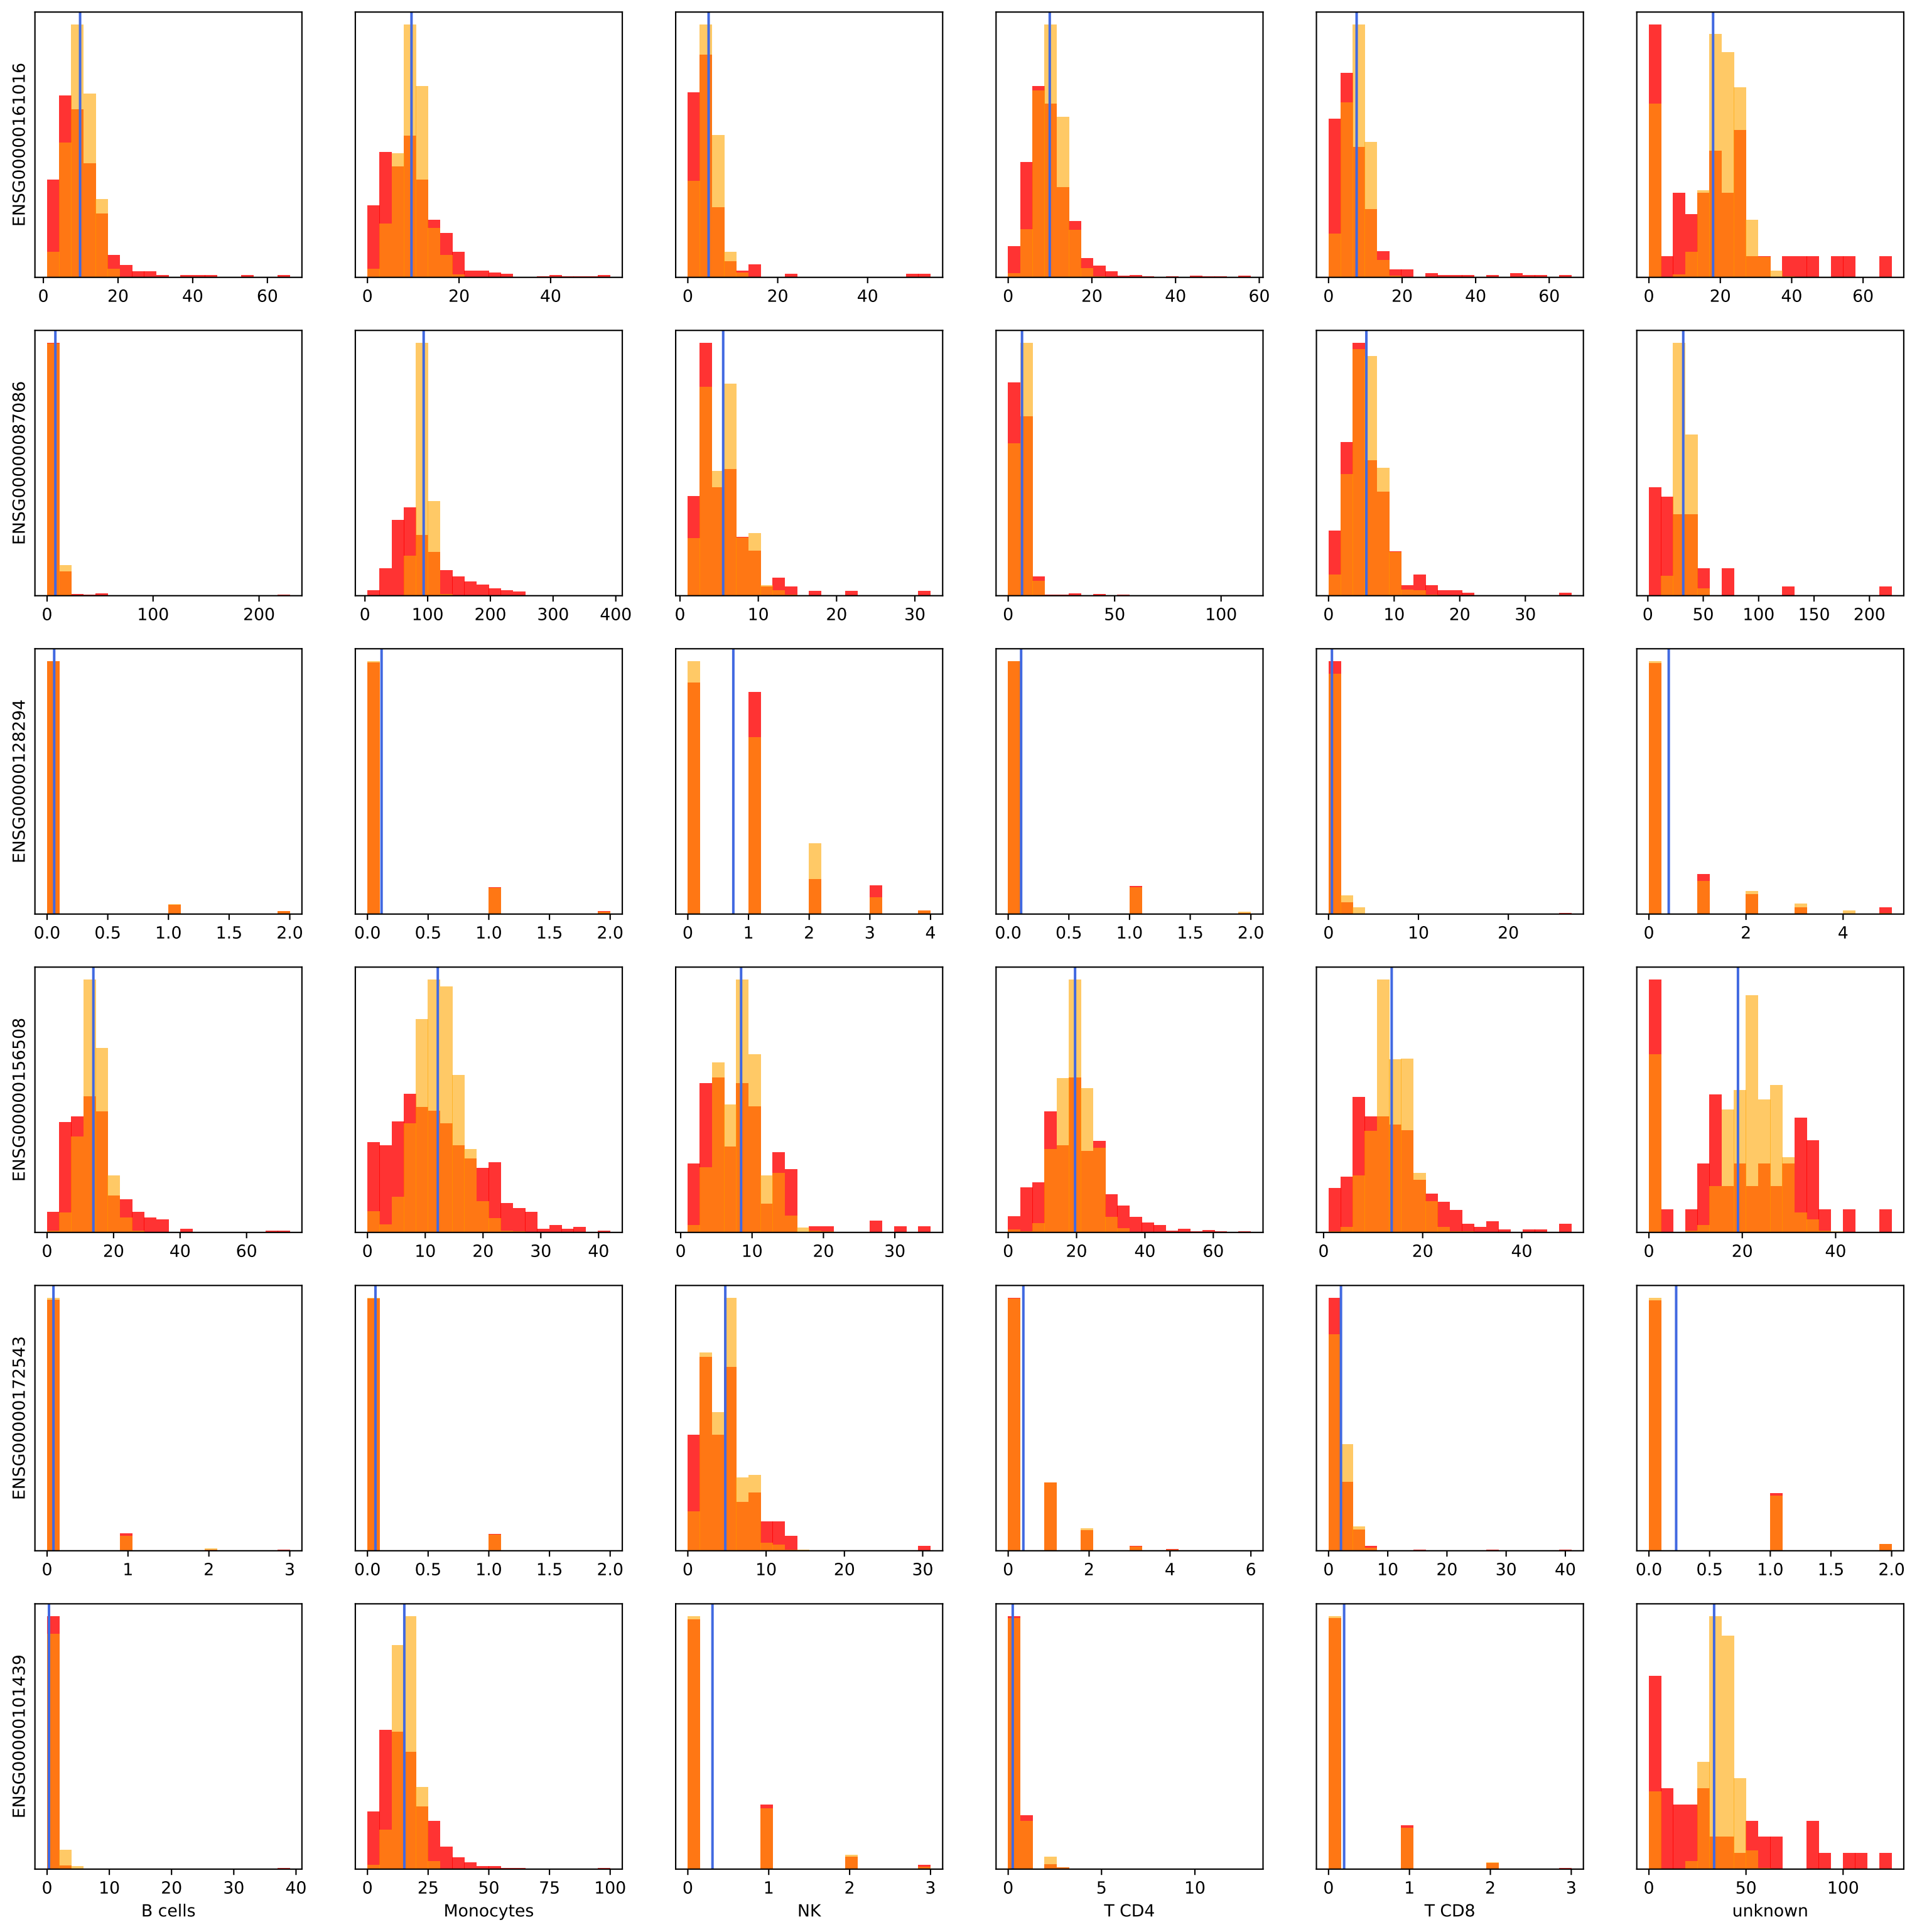 ENSG00000161016
0 20 40 60
0 20 40
0 20 40
0 20 40 60
0 20 40 60
0 20 40 60
ENSG00000087086
0 100 200
0 100 200 300 400
0 10 20 30
0 50 100
0 10 20 30
0 50 100 150 200
ENSG00000128294
0.0 0.5 1.0 1.5 2.0
0.0 0.5 1.0 1.5 2.0
0 1 2 3 4
0.0 0.5 1.0 1.5 2.0
0 10 20
0 2 4
ENSG00000156508
0 20 40 60
0 10 20 30 40
0 10 20 30
0 20 40 60
0 20 40
0 20 40
ENSG00000172543
0 1 2 3
0.0 0.5 1.0 1.5 2.0
0 10 20 30
0 2 4 6
0 10 20 30 40
0.0 0.5 1.0 1.5 2.0
ENSG00000101439
0 10 20 30 40
0 25 50 75 100
0 1 2 3
0 5 10
0 1 2 3
0 50 100
B cells
Monocytes
NK
T CD4
T CD8
unknown